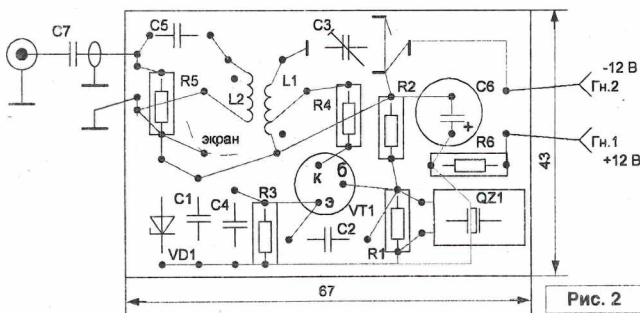 C7
C5
C3
R5
L2
L1
R4
R2
C6
+
-12 В
Гн.2
R6
Гн.1
+12 В
экран
К
б
Э
VT1
R3
C1
C4
C2
VD1
R1
QZ1
43
67
Рис. 2